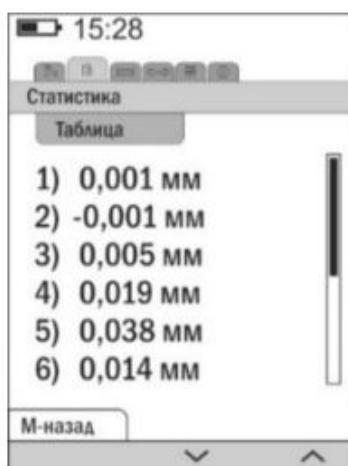 15:28
Статистика
Таблица
1) 0,001 мм
2) -0,001 мм
3) 0,005 мм
4) 0,019 мм
5) 0,038 мм
6) 0,014 мм
М-назад